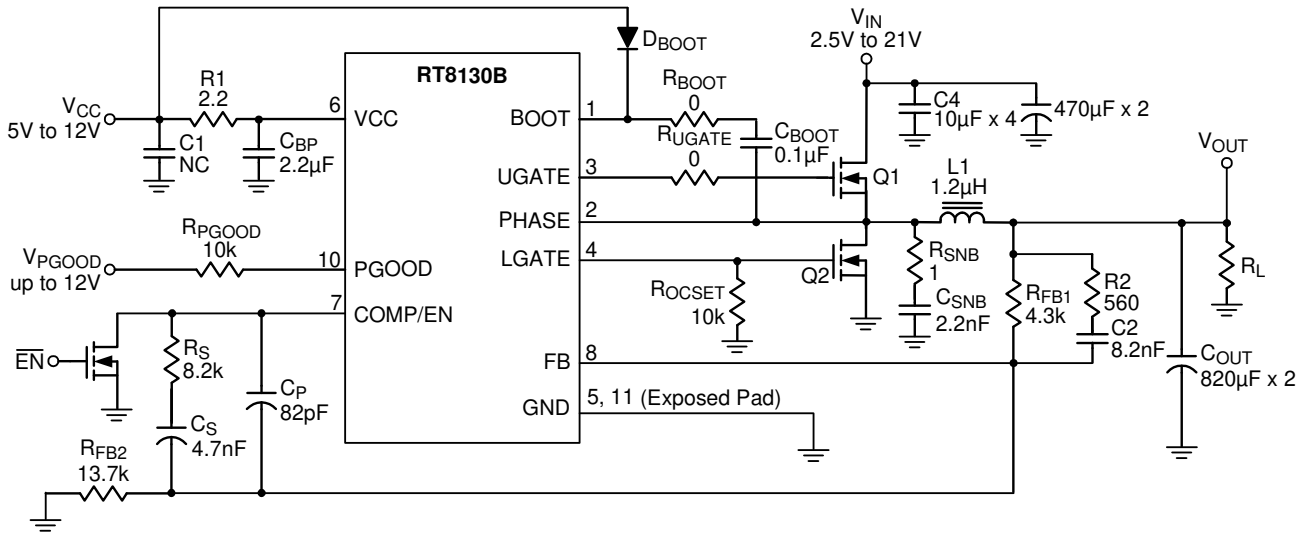 V_IN
2.5V to 21V
D_BOOT
RT8130B
R1
2.2
V_CC
5V to 12V
C1
NC
C_BP
2.2µF
6
VCC
BOOT
1
R_BOOT
0
R_UGATE
0
C_BOOT
0.1µF
C4
10µF x 4
470µF x 2
V_OUT
UGATE
3
Q1
L1
1.2µH
PHASE
2
R_PGOOD
10k
V_PGOOD
up to 12V
10
PGOOD
LGATE
4
Q2
R_OCSET
10k
R_SNB
1
C_SNB
2.2nF
R_FB1
4.3k
R2
560
C2
8.2nF
R_L
7
COMP/EN
E̅N̅
R_S
8.2k
C_S
4.7nF
C_P
82pF
FB
8
C_OUT
820µF x 2
GND
5, 11 (Exposed Pad)
R_FB2
13.7k